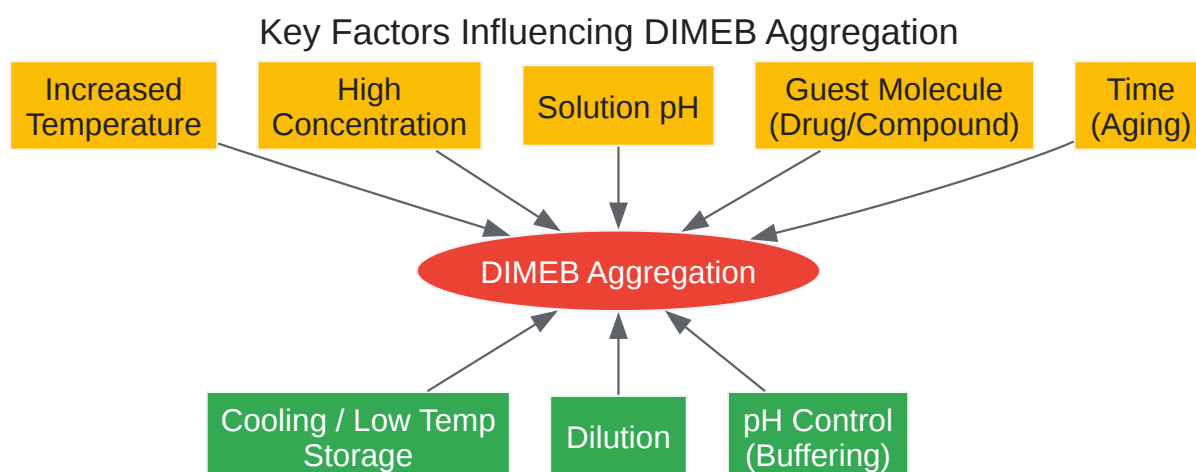 Key Factors Influencing DIMEB Aggregation
Increased
Temperature
High
Concentration
Solution pH
Guest Molecule
(Drug/Compound)
Time
(Aging)
DIMEB Aggregation
Cooling / Low Temp
Storage
Dilution
pH Control
(Buffering)